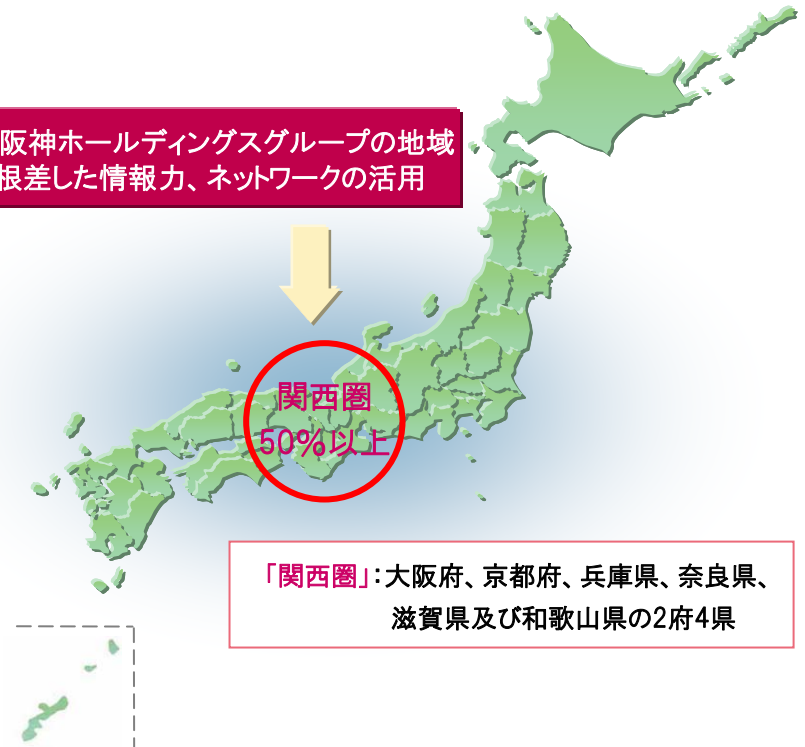 阪神ホールディングスグループの地域
根差した情報力、ネットワークの活用
関西圏
50%以上
「関西圏」:大阪府、京都府、兵庫県、奈良県、
滋賀県及び和歌山県の2府4県